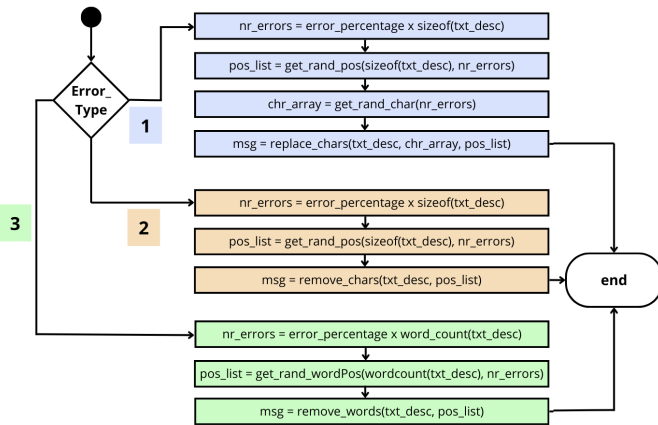 nr_errors = error_percentage x sizeof(txt_desc)
pos_list = get_rand_pos(sizeof(txt_desc), nr_errors)
chr_array = get_rand_char(nr_errors)
msg = replace_chars(txt_desc, chr_array, pos_list)
Error_
Type
1
2
3
nr_errors = error_percentage x sizeof(txt_desc)
pos_list = get_rand_pos(sizeof(txt_desc), nr_errors)
msg = remove_chars(txt_desc, pos_list)
end
nr_errors = error_percentage x word_count(txt_desc)
pos_list = get_rand_wordPos(wordcount(txt_desc), nr_errors)
msg = remove_words(txt_desc, pos_list)